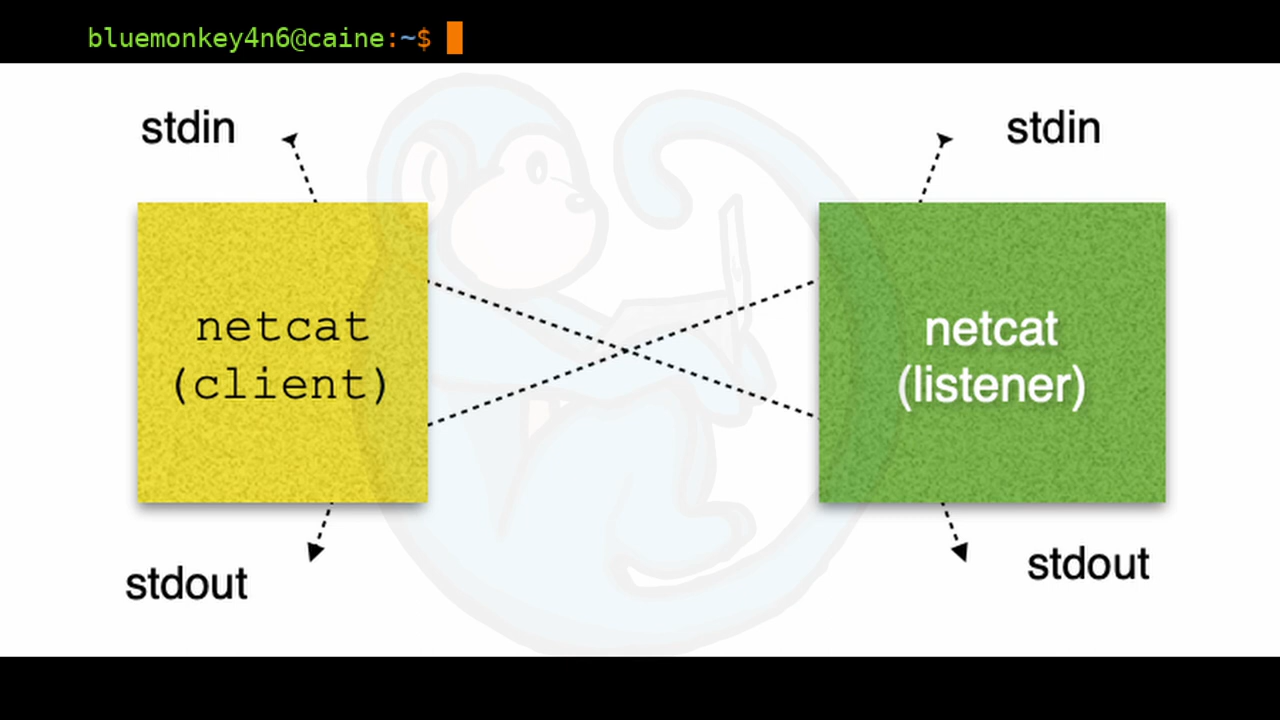 bluemonkey4n6@caine:~$
stdin
stdin
netcat
(client)
netcat
(listener)
stdout
stdout